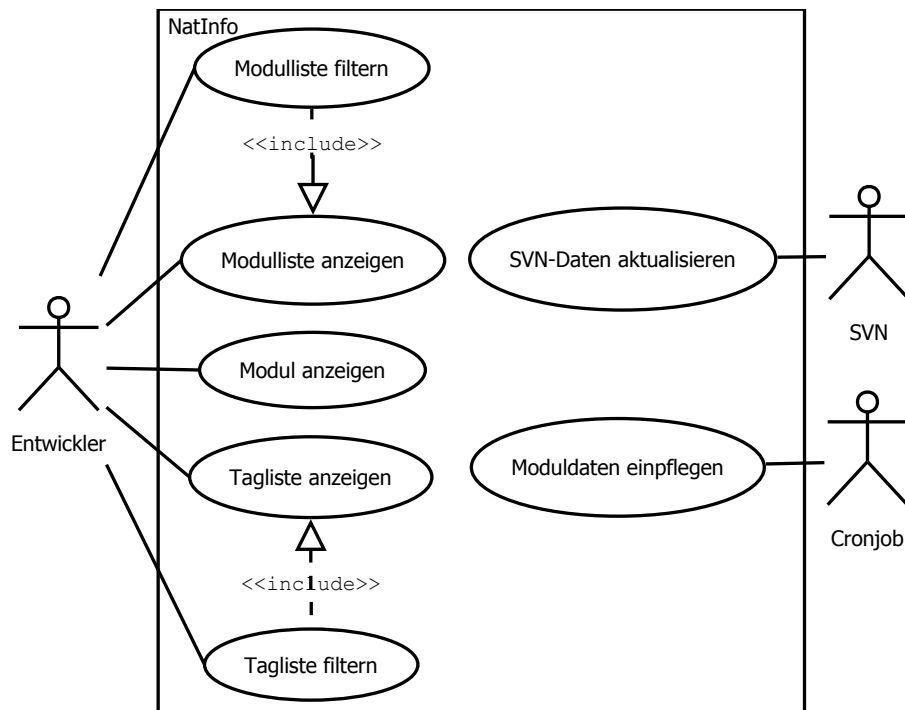 NatInfo
Modulliste filtern
<<include>>
Modulliste anzeigen
SVN-Daten aktualisieren
SVN
Modul anzeigen
Entwickler
Tagliste anzeigen
Moduldaten einpflegen
Cronjob
<<include>>
Tagliste filtern